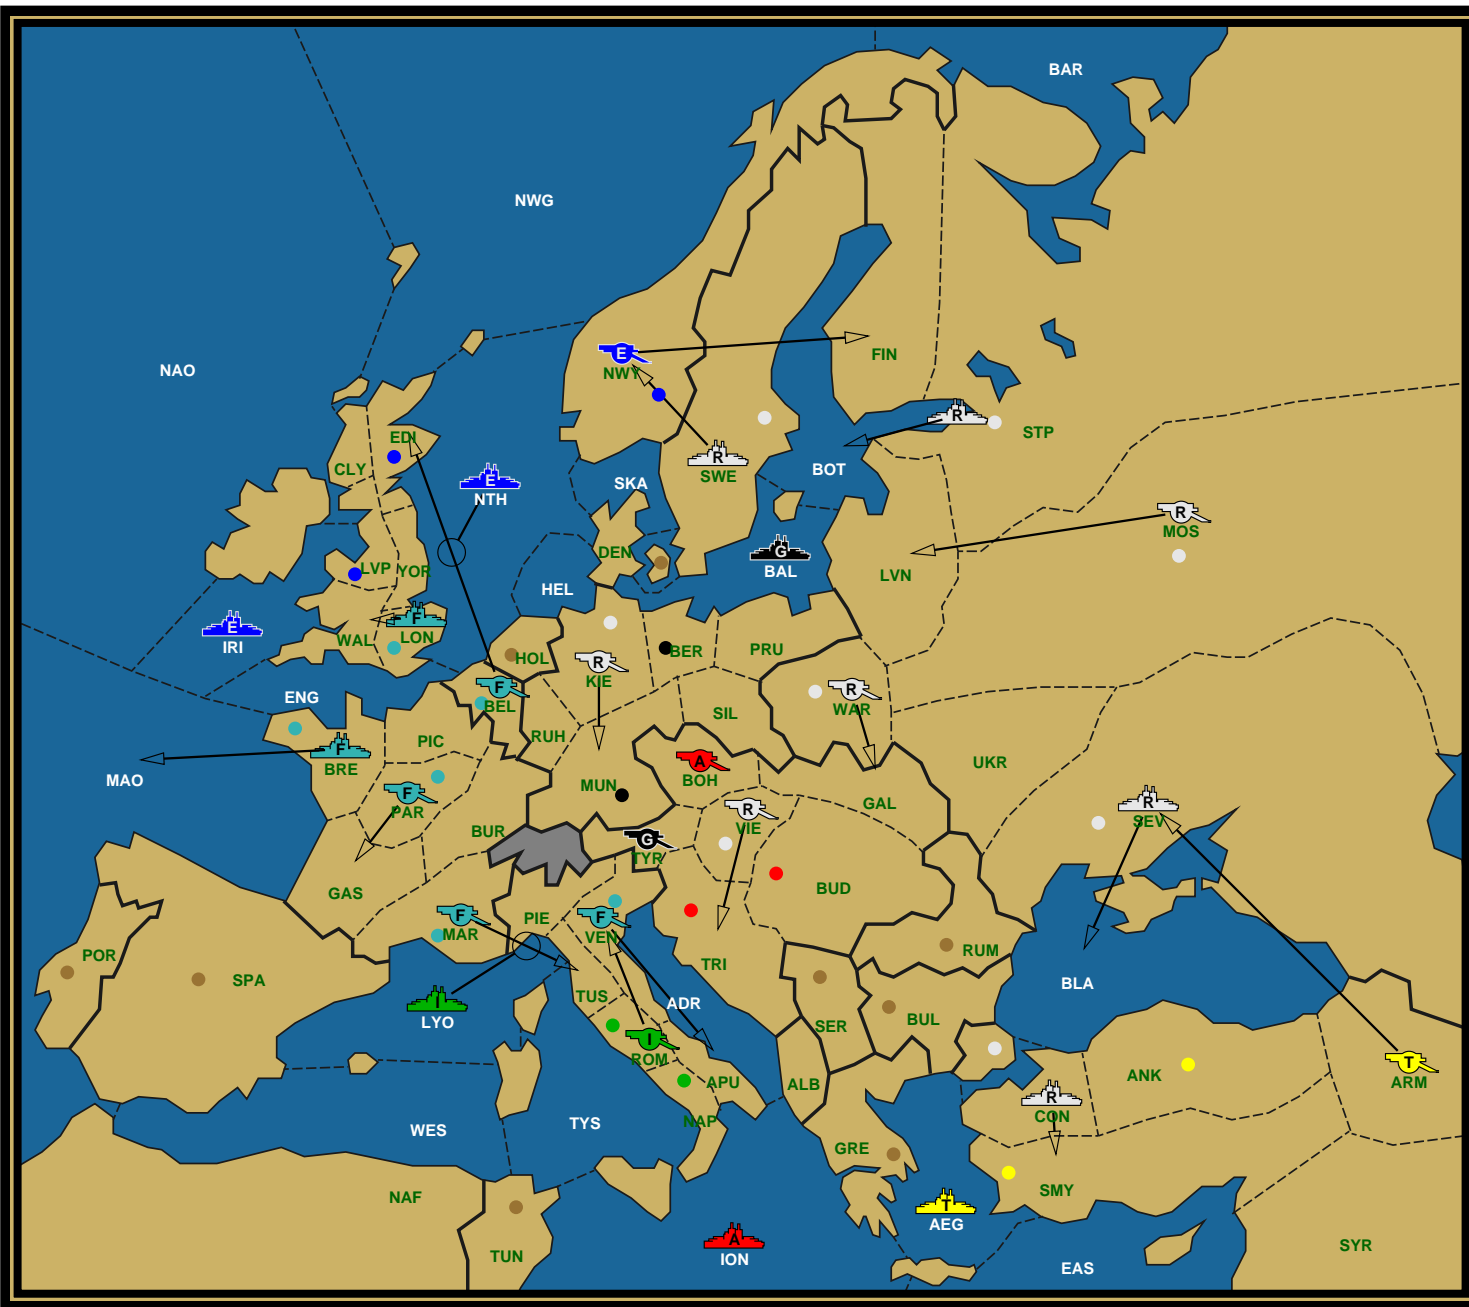 BAR
NWG
NAO
E
FIN
NWY
R
STP
EDI
R
SWE
CLY
BOT
E
NTH
SKA
R
MOS
DEN
G
BAL
LVP
YOR
LVN
HEL
E
IRI
F
LON
WAL
HOL
BER
PRU
R
KIE
F
BEL
R
WAR
ENG
SIL
PIC
RUH
F
BRE
A
BOH
UKR
MAO
MUN
F
PAR
R
VIE
GAL
R
SEV
BUR
G
TYR
GAS
BUD
F
MAR
PIE
F
VEN
POR
SPA
TRI
RUM
BLA
TUS
ADR
I
LYO
SER
BUL
I
ROM
ANK
T
ARM
APU
ALB
R
CON
WES
TYS
NAP
GRE
SMY
NAF
T
AEG
A
ION
TUN
EAS
SYR